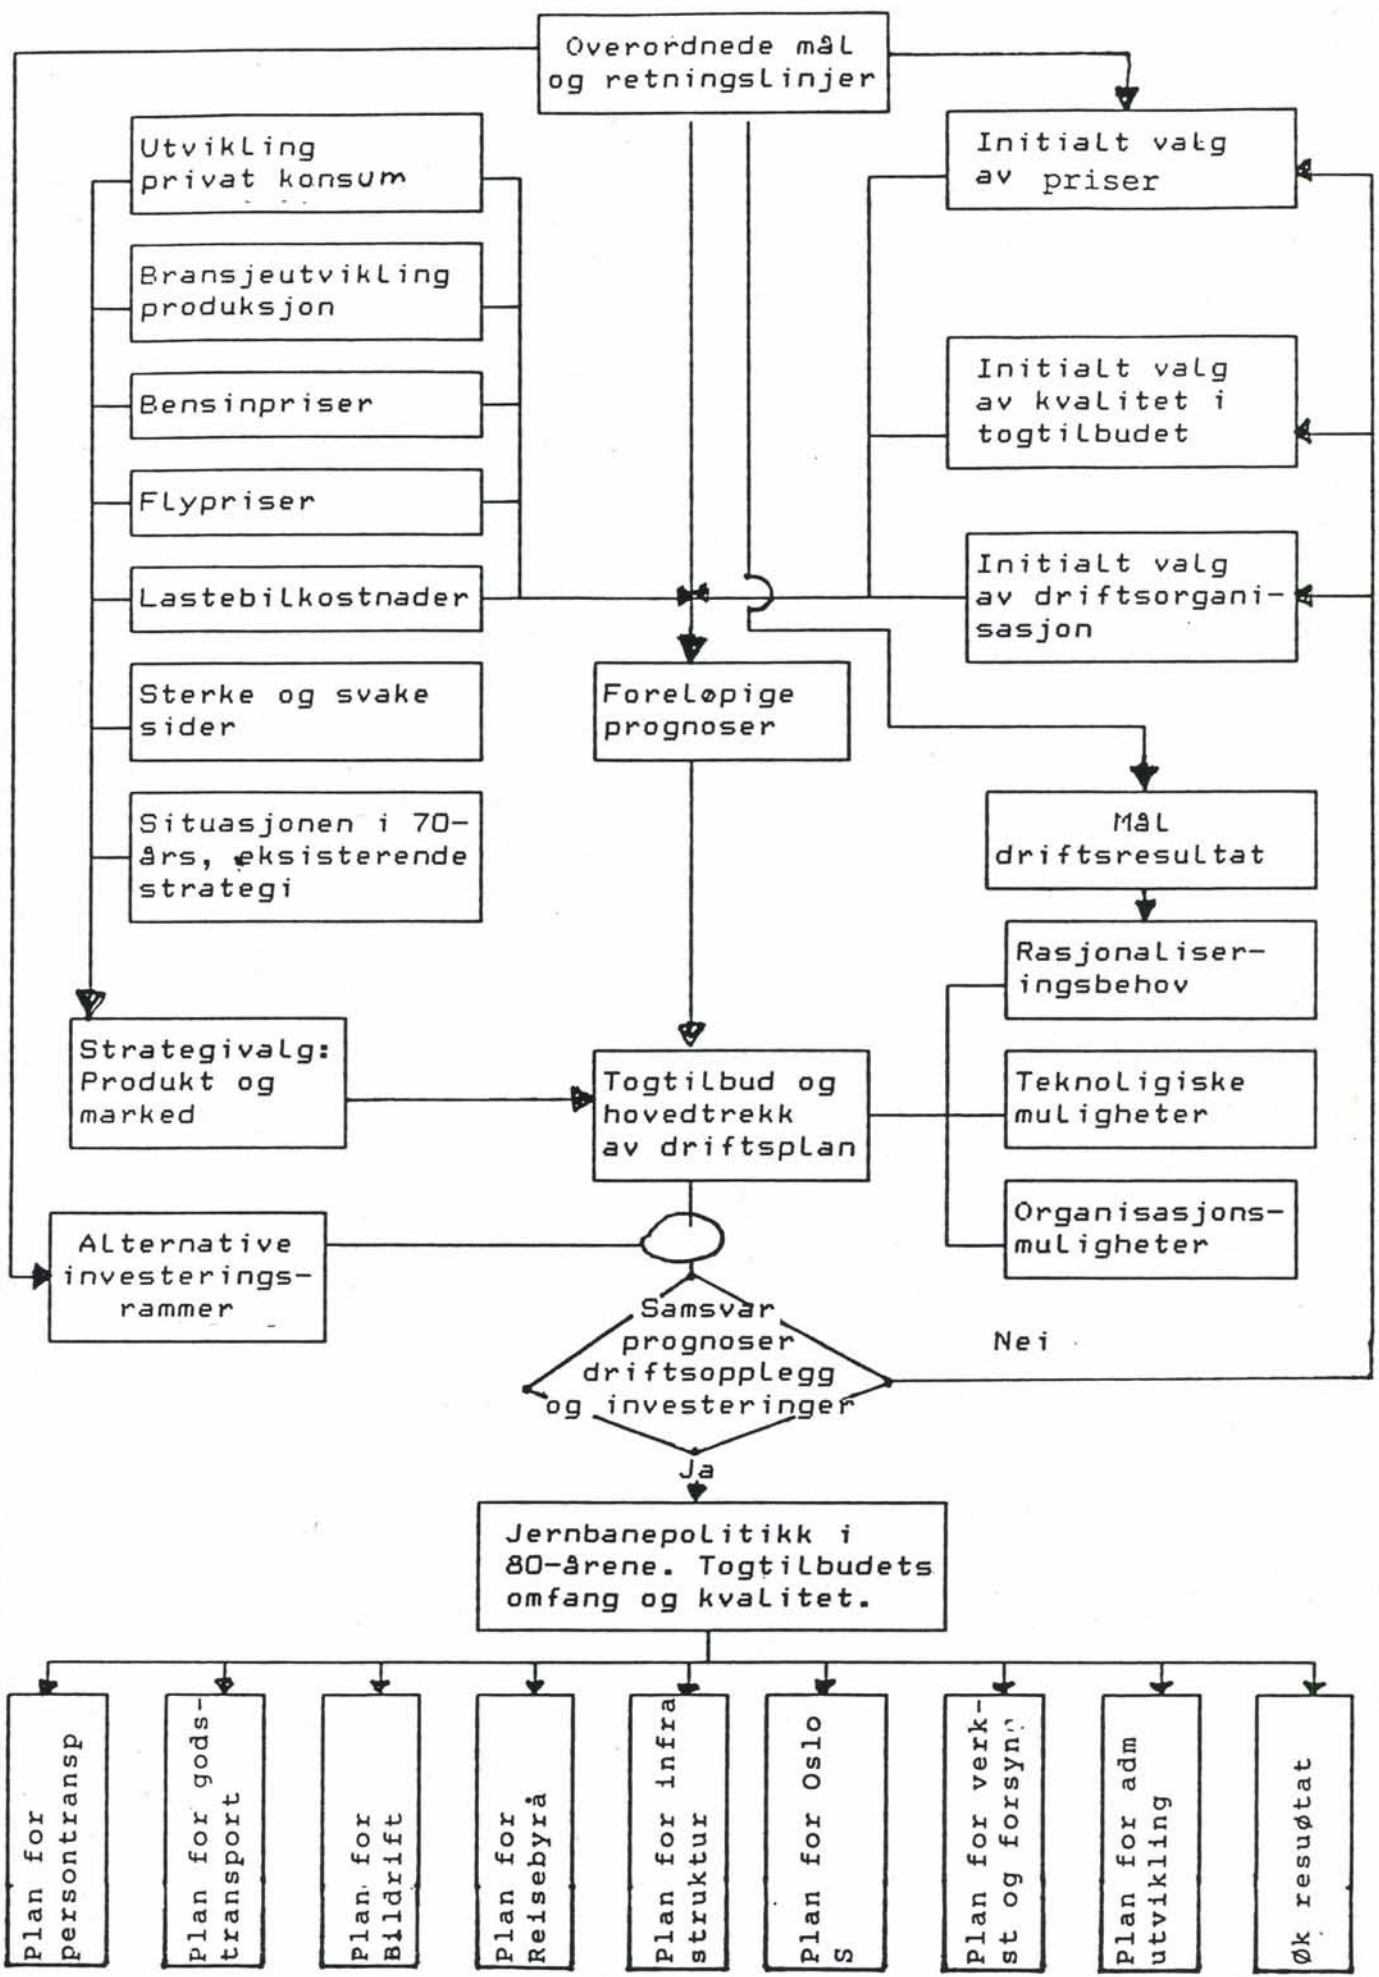 Overordnede mål
og retningslinjer
Utvikling
privat konsum
Initialt valg
av priser
Bransjeutvikling
produksjon
Bensinpriser
Initialt valg
av kvalitet i
togtilbudet
Flypriser
Lastebilkostnader
Initialt valg
av driftsorgani-
sasjon
Sterke og svake
sider
Foreløpige
prognoser
Situasjonen i 70-
års, eksisterende
strategi
Mål
driftsresultat
Rasjonaliser-
ingsbehov
Strategivalg:
Produkt og
marked
Togtilbud og
hovedtrekk
av driftsplan
Teknoligiske
muligheter
Organisasjons-
muligheter
Alternative
investerings-
rammer
Samsvar
prognoser
driftsopplegg
og investeringer
Nei
Ja
Jernbanepolitikk i
80-årene. Togtilbudets
omfang og kvalitet.
Plan for
persontransp
Plan for gods-
transport
Plan for
Bildrift
Plan for
Reisebyrå
Plan for infra
struktur
Plan for Oslo
S
Plan for verk-
st og forsyn.
Plan for adm
utvikling
Øk resuøtat